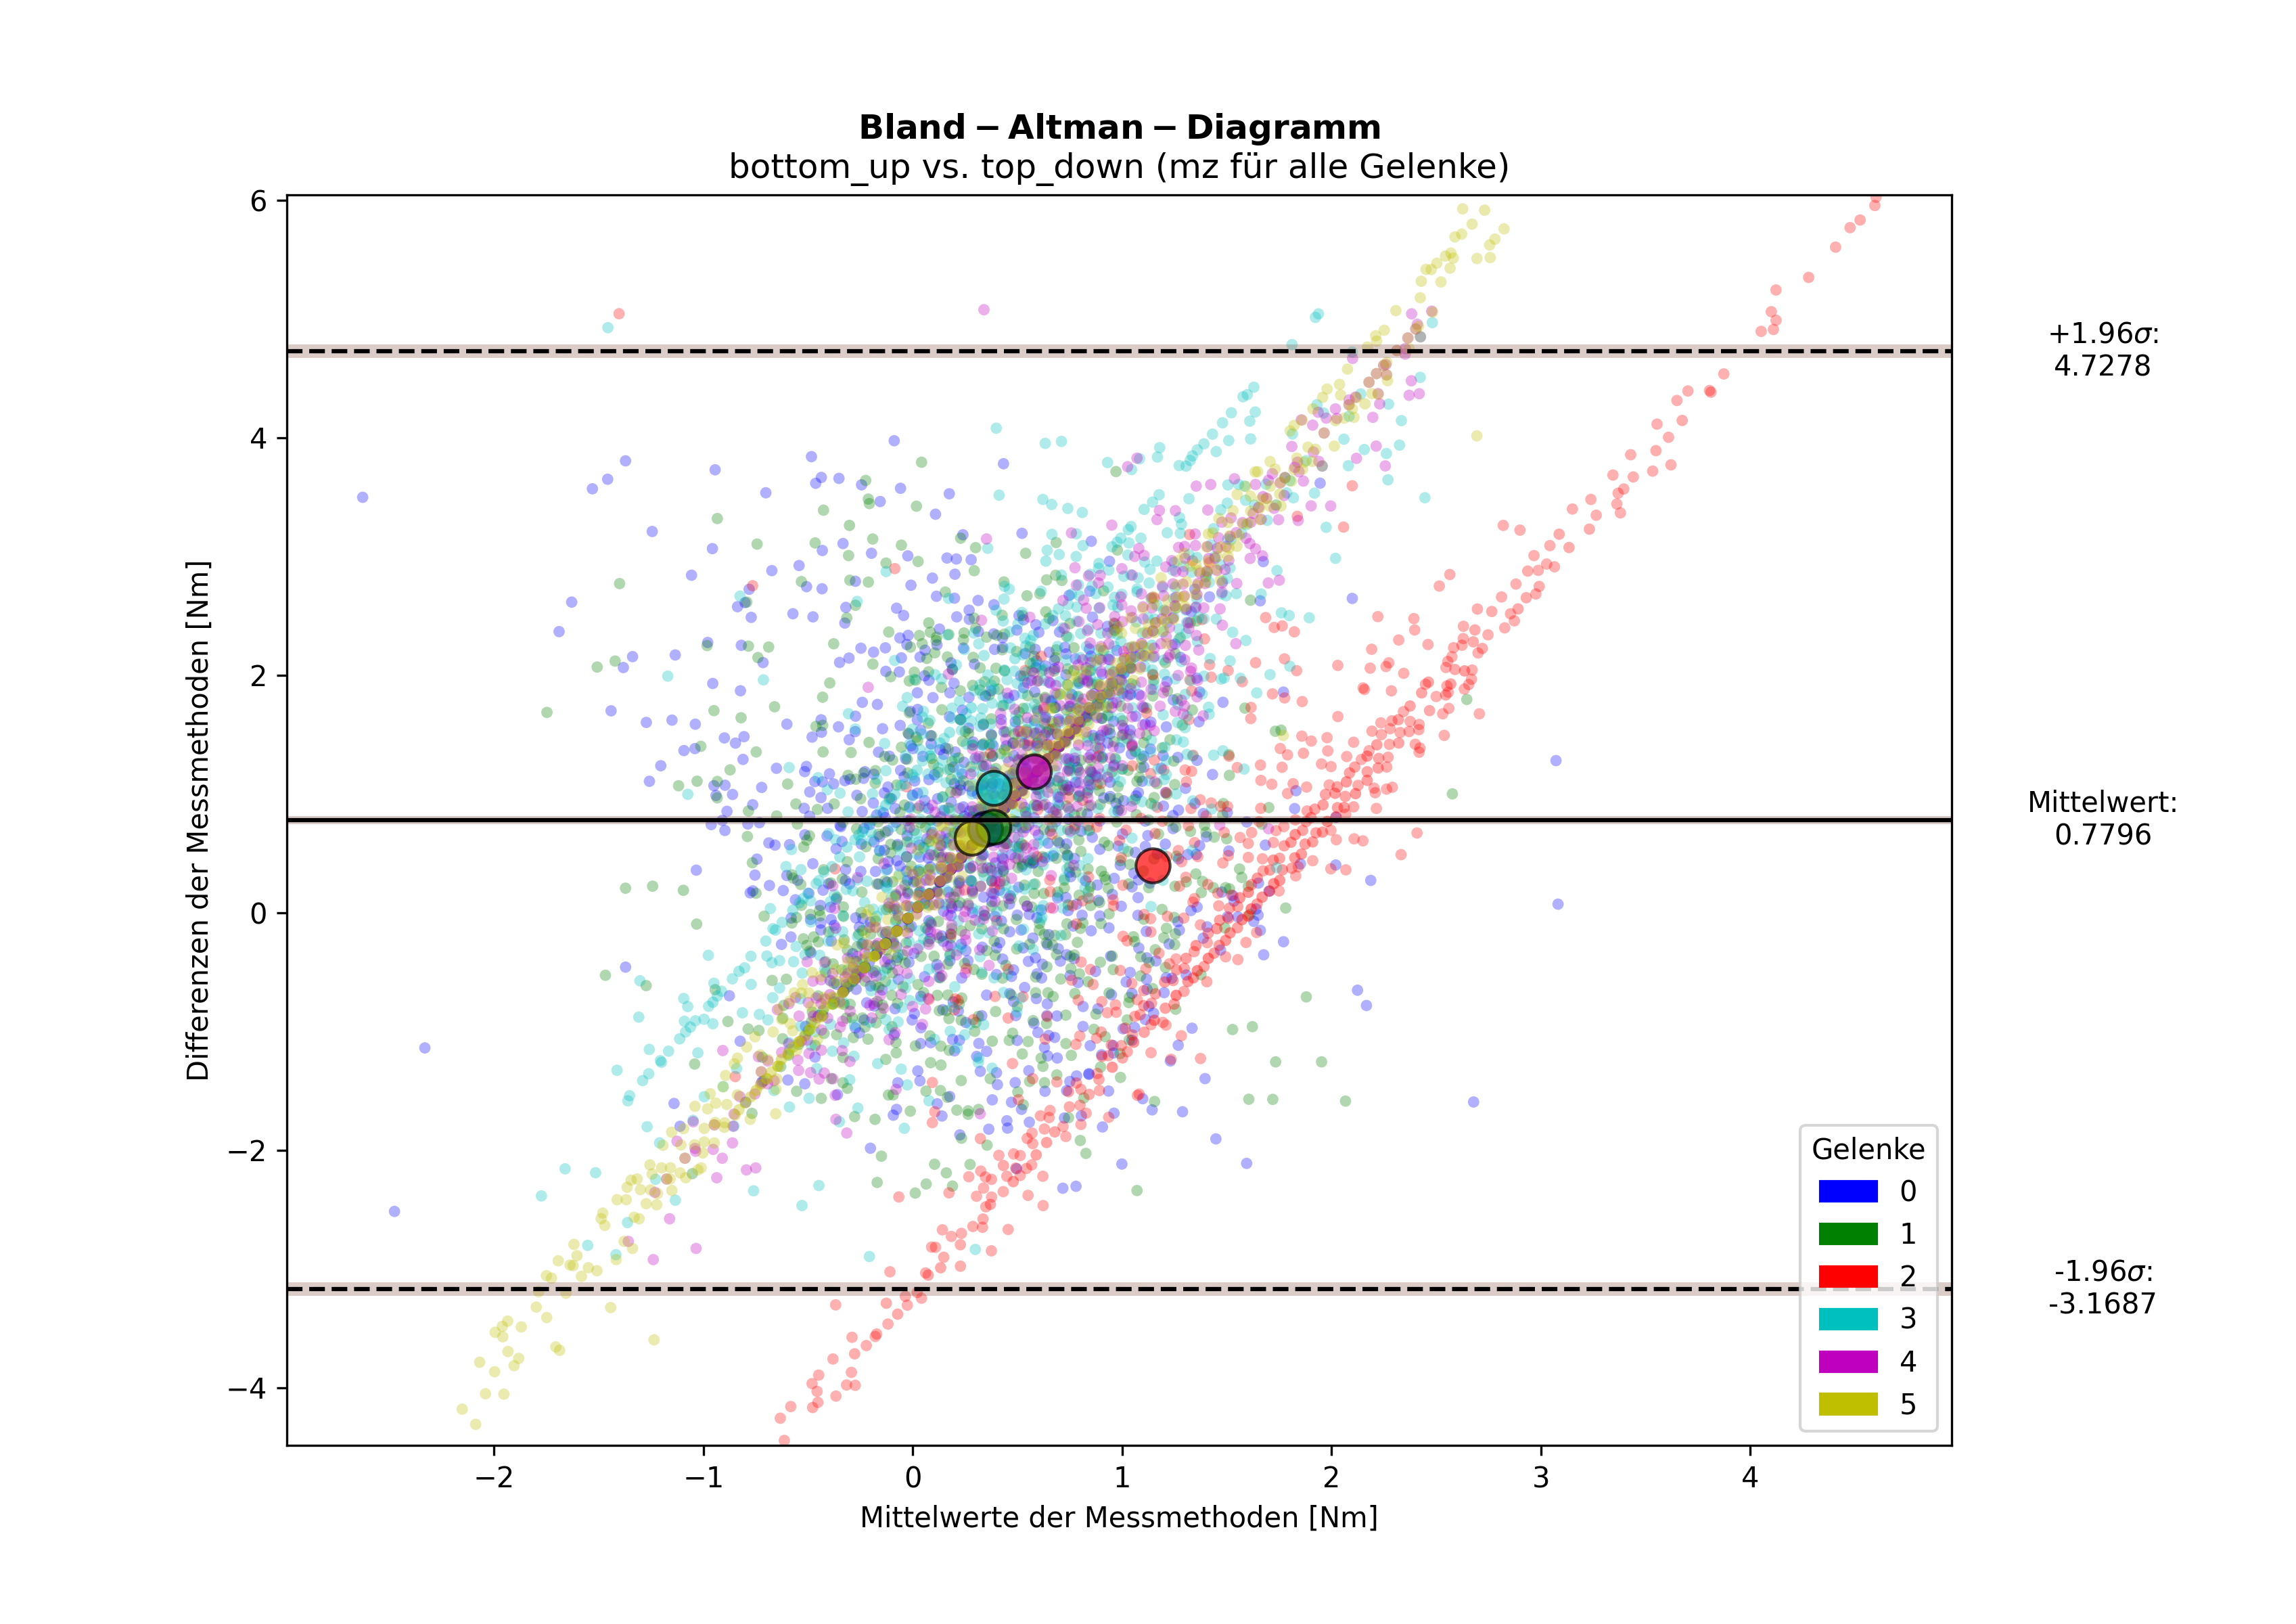 Bland − Altman − Diagramm
bottom_up vs. top_down (mz für alle Gelenke)
Differenzen der Messmethoden [Nm]
6
4
2
0
−2
−4
+1.96σ:
4.7278
Mittelwert:
0.7796
-1.96σ:
-3.1687
Gelenke
0
1
2
3
4
5
−2
−1
0
1
2
3
4
Mittelwerte der Messmethoden [Nm]